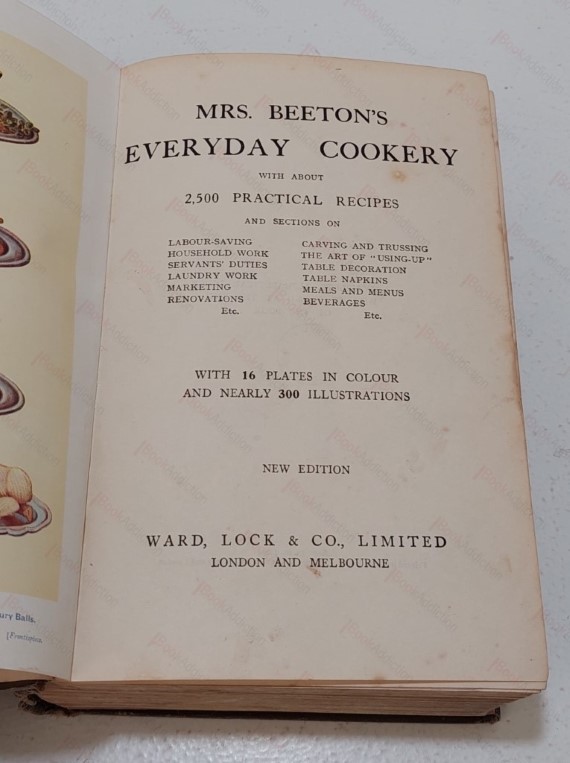 MRS. BEETON'S
EVERYDAY COOKERY
WITH ABOUT
2,500 PRACTICAL RECIPES
AND SECTIONS ON
LABOUR-SAVING
HOUSEHOLD WORK
SERVANTS' DUTIES
LAUNDRY WORK
MARKETING
RENOVATIONS
Etc.
CARVING AND TRUSSING
THE ART OF "USING-UP"
TABLE DECORATION
TABLE NAPKINS
MEALS AND MENUS
BEVERAGES
Etc.
WITH 16 PLATES IN COLOUR
AND NEARLY 300 ILLUSTRATIONS
NEW EDITION
WARD, LOCK & CO., LIMITED
LONDON AND MELBOURNE
Balls.
[Frontispiece.